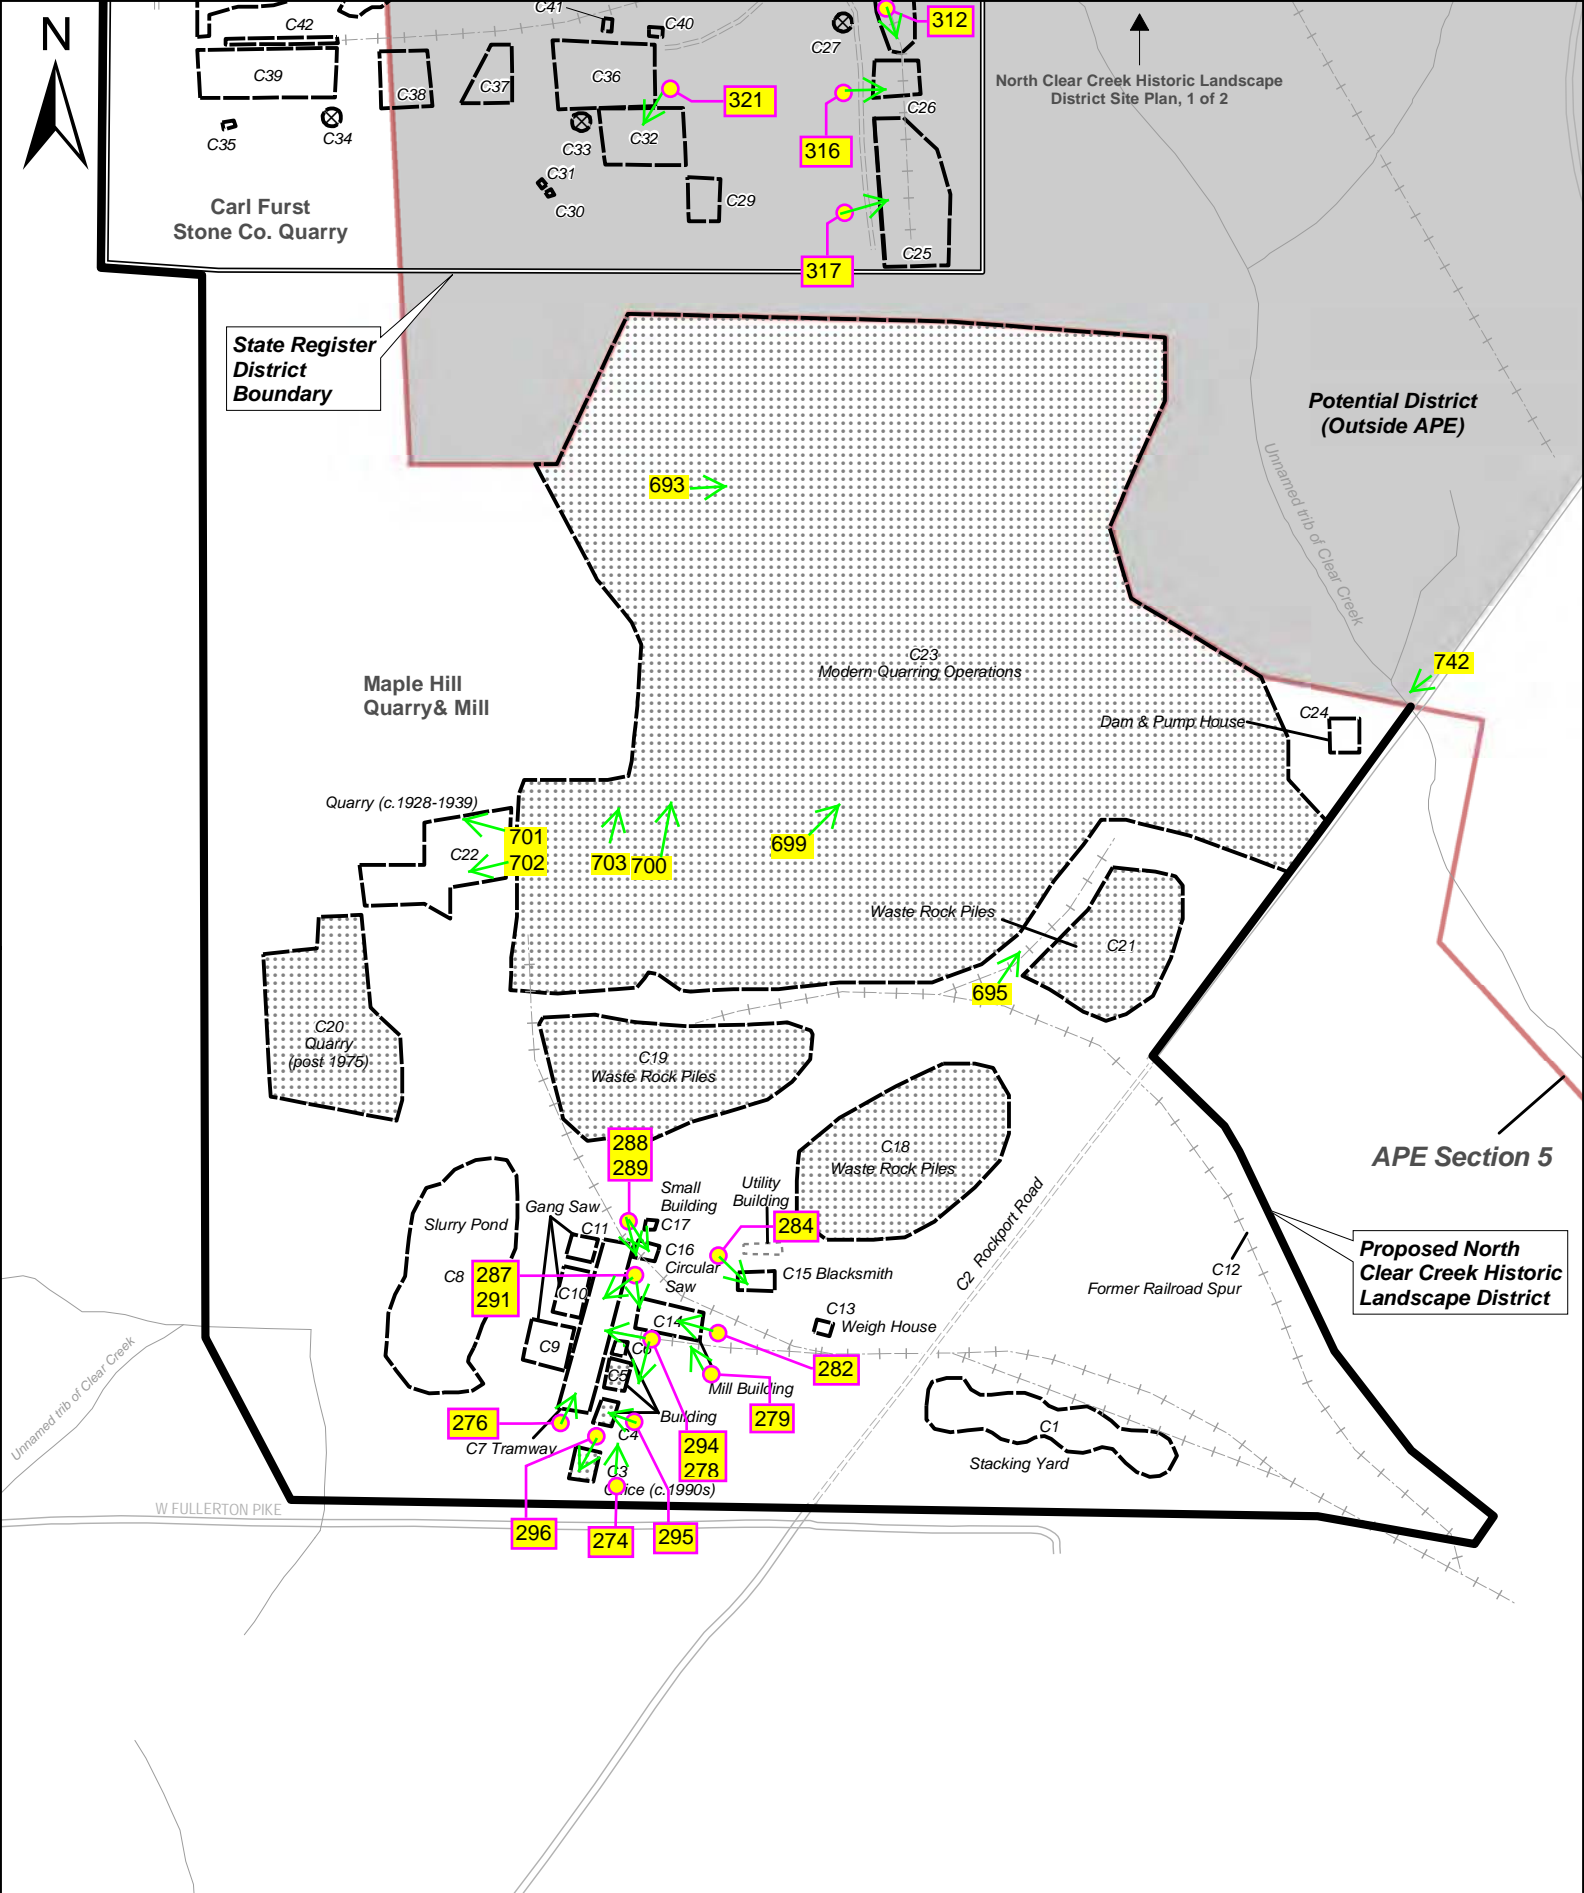 N
C42
C41
C40
C27
312
C39
C38
C37
C36
321
C26
North Clear Creek Historic Landscape
District Site Plan, 1 of 2
C35
C34
C33
C32
316
C31
C30
C29
Carl Furst
Stone Co. Quarry
C25
317
State Register
District
Boundary
Potential District
(Outside APE)
Unnamed trib of Clear Creek
693
C23
Modern Quarring Operations
742
Maple Hill
Quarry& Mill
C24
Dam & Pump House
Quarry (c.1928-1939)
701
702
C22
703
700
699
Waste Rock Piles
C21
695
C20
Quarry
(post 1975)
C19
Waste Rock Piles
288
289
C18
Waste Rock Piles
APE Section 5
Small
Building
C17
Utility
Building
Gang Saw
C11
Slurry Pond
284
C16
Circular
Saw
C8
287
291
C10
C15 Blacksmith
C2 Rockport Road
C12
Former Railroad Spur
Proposed North
Clear Creek Historic
Landscape District
C14
C13
Weigh House
C9
C6
C5
282
Mill Building
279
Unnamed trib of Clear Creek
276
Building
C4
C7 Tramway
294
278
C1
Stacking Yard
C3
Office (c.1990s)
W FULLERTON PIKE
296
274
295